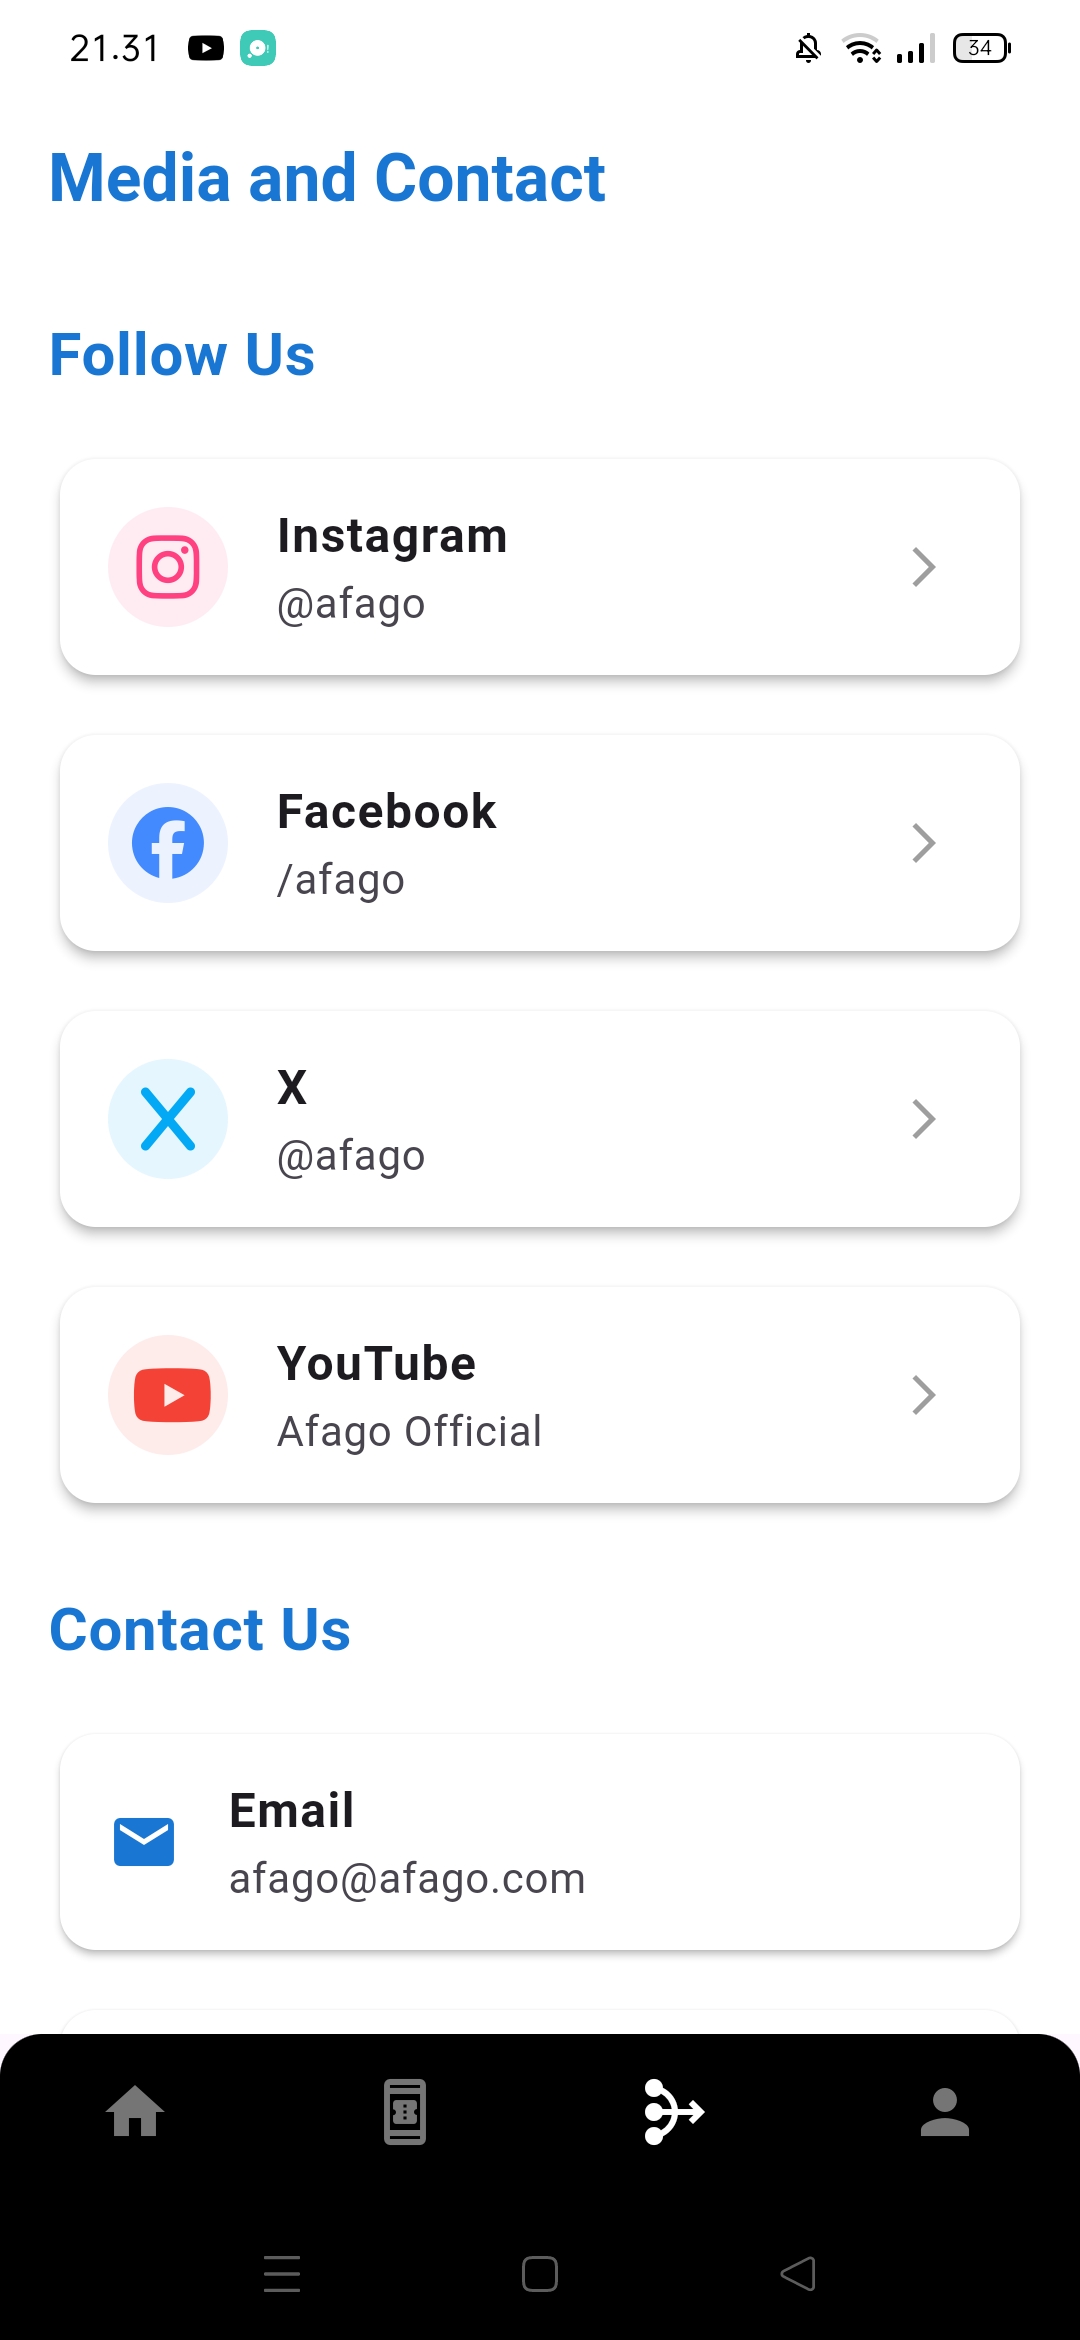 21.31
34
Media and Contact
Follow Us
Instagram
@afago
Facebook
/afago
X
@afago
YouTube
Afago Official
Contact Us
Email
afago@afago.com